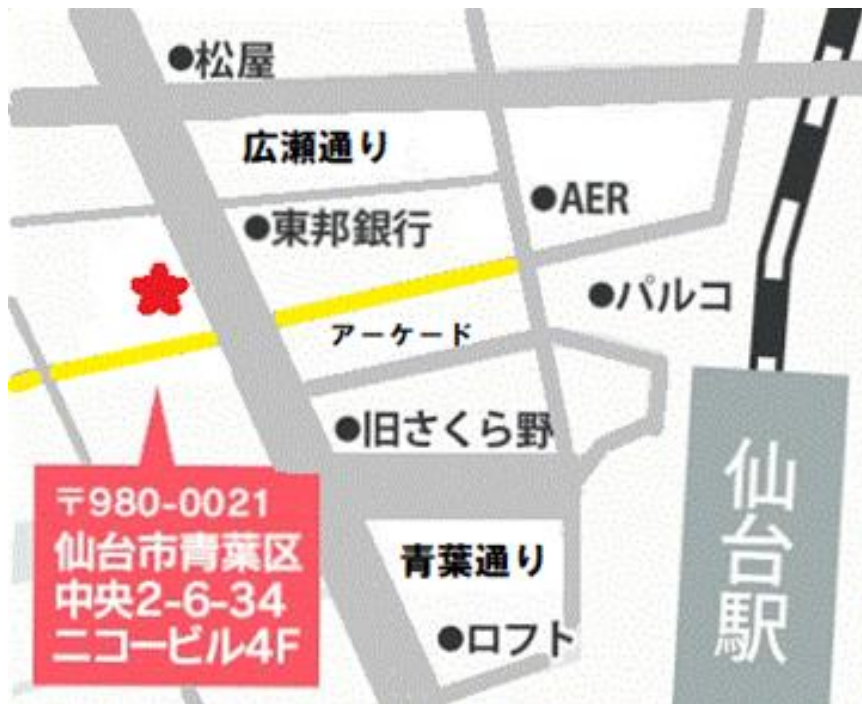 ●松屋
広瀬通り
●AER
●東邦銀行
●パルコ
アーケード
●旧さくら野
仙台駅
〒980-0021
仙台市青葉区
中央2-6-34
ニコービル4F
青葉通り
●ロフト